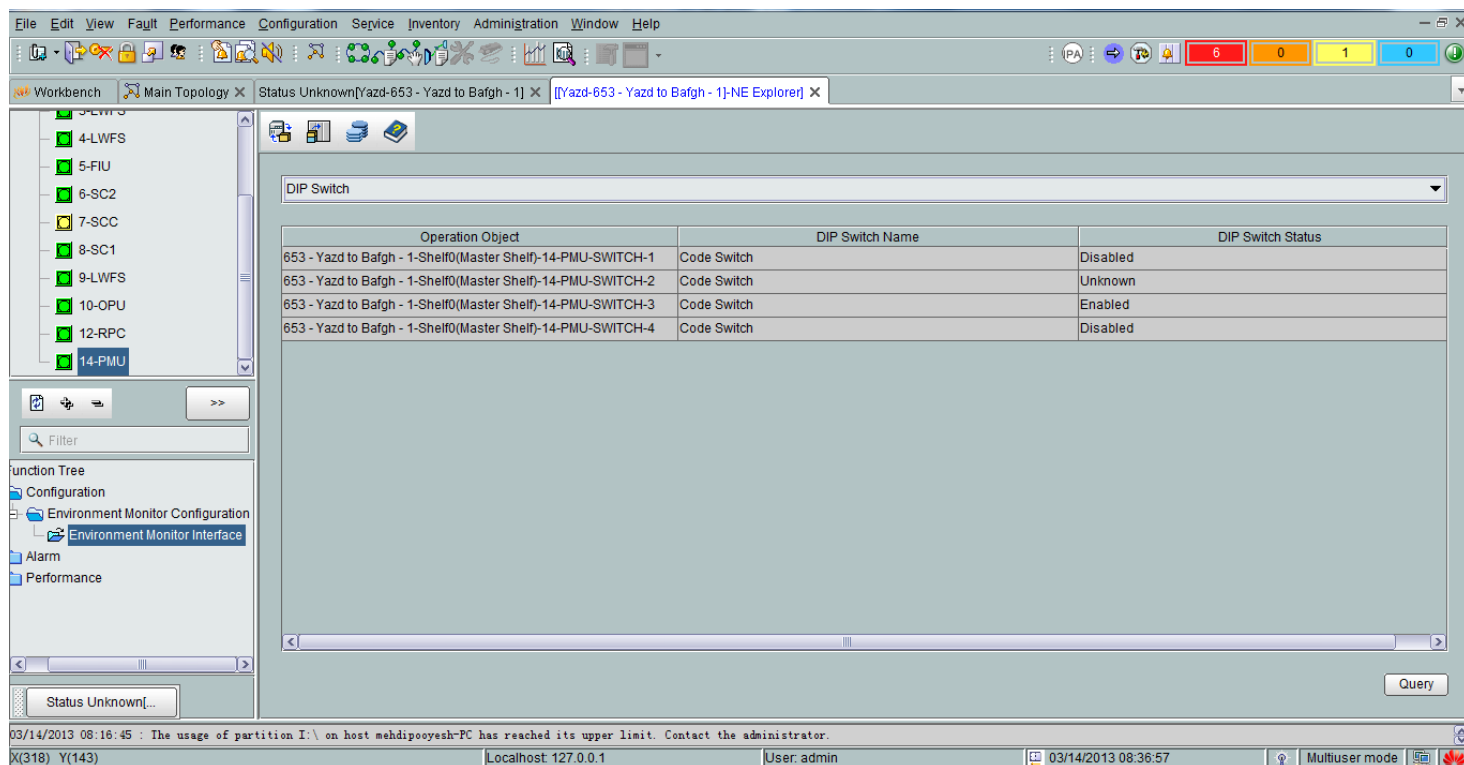 File Edit View Fault Performance Configuration Service Inventory Administration Window Help
IPA 6 0 1 0
Workbench Main Topology Status Unknown[Yazd-653 - Yazd to Bafgh - 1] [[Yazd-653 - Yazd to Bafgh - 1]-NE Explorer]
4-LWFS
5-FIU
6-SC2
7-SCC
8-SC1
9-LWFS
10-OPU
12-RPC
14-PMU
>>
Filter
Function Tree
Configuration
Environment Monitor Configuration
Environment Monitor Interface
Alarm
Performance
Status Unknown[...
DIP Switch
Operation Object DIP Switch Name DIP Switch Status
653 - Yazd to Bafgh - 1-Shelf0(Master Shelf)-14-PMU-SWITCH-1 Code Switch Disabled
653 - Yazd to Bafgh - 1-Shelf0(Master Shelf)-14-PMU-SWITCH-2 Code Switch Unknown
653 - Yazd to Bafgh - 1-Shelf0(Master Shelf)-14-PMU-SWITCH-3 Code Switch Enabled
653 - Yazd to Bafgh - 1-Shelf0(Master Shelf)-14-PMU-SWITCH-4 Code Switch Disabled
Query
03/14/2013 08:16:45 : The usage of partition I:\ on host mehdipooyesh-PC has reached its upper limit. Contact the administrator.
X(318) Y(143) Localhost: 127.0.0.1 User: admin 03/14/2013 08:36:57 Multiuser mode